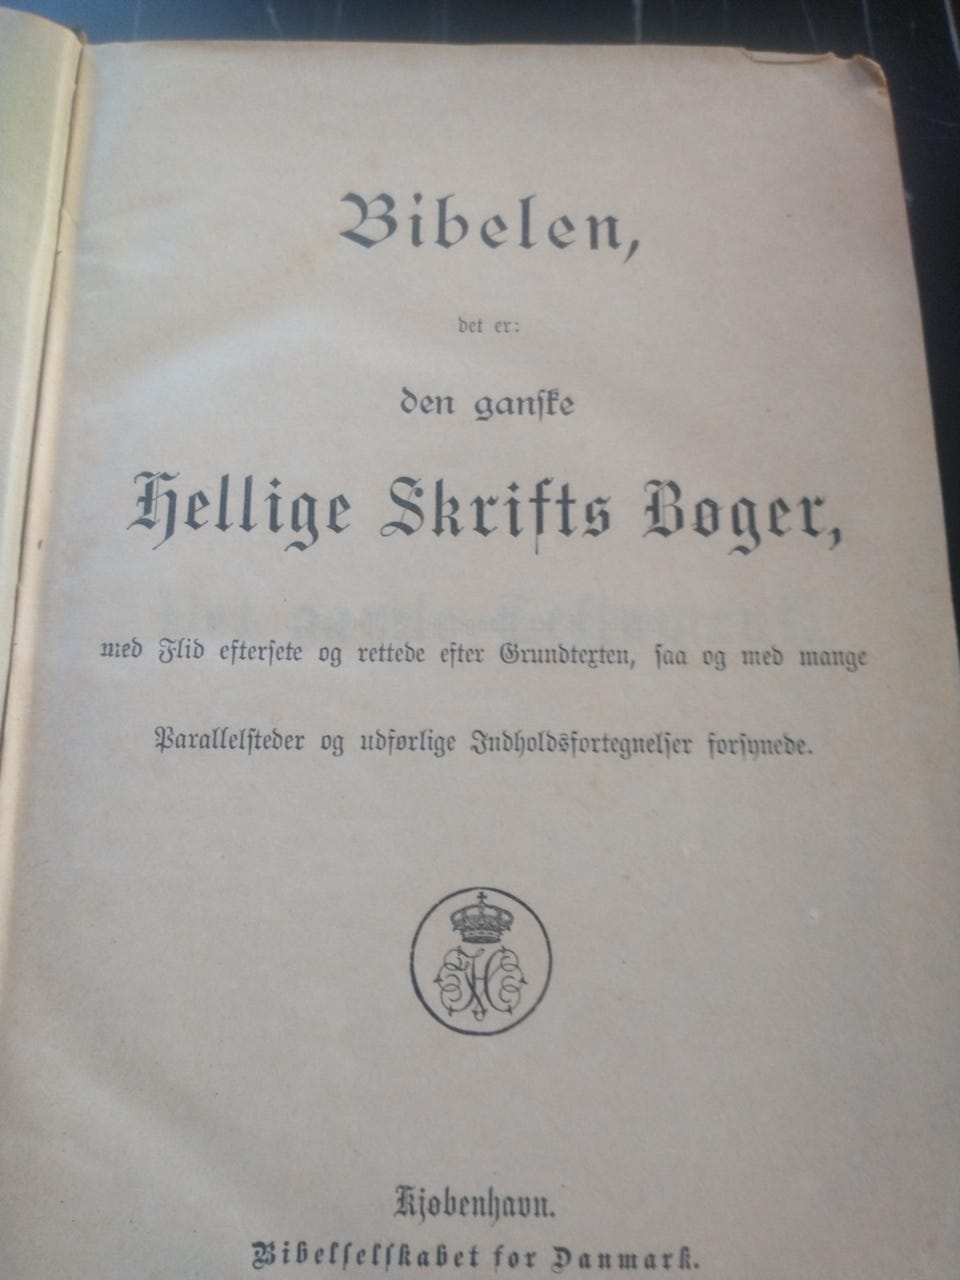 Bibelen,
det er:
den ganſke
Hellige Skrifts Bøger,
med Flid efterſete og rettede efter Grundtexten, ſaa og med mange
Parallelſteder og udførlige Indholdsfortegnelſer forſynede.
Kjøbenhavn.
Bibelſelſkabet for Danmark.